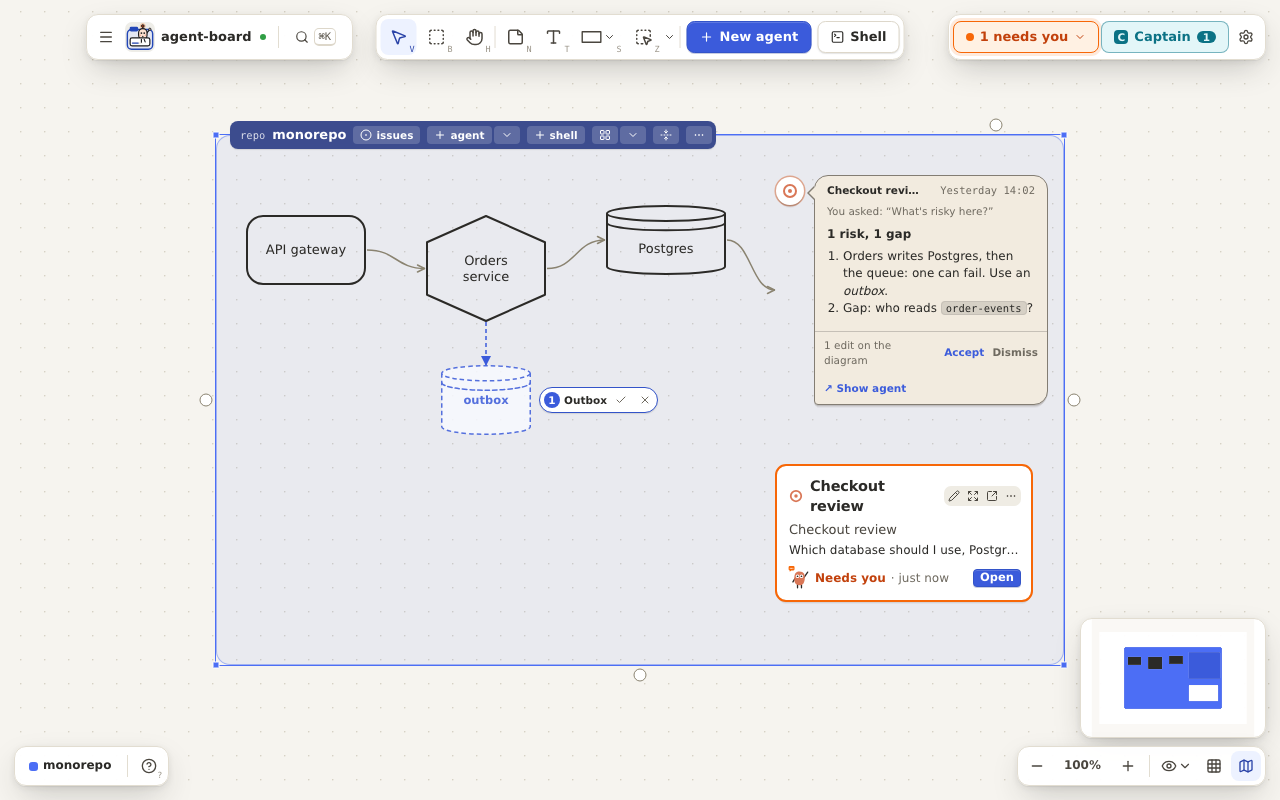 agent-board
⌘K
V
B
H
N
T
S
Z
New agent
Shell
1 needs you
C Captain 1
repo monorepo issues agent shell
API gateway
Orders
service
Postgres
outbox
1 Outbox
Checkout revi… Yesterday 14:02
You asked: “What's risky here?”
1 risk, 1 gap
1. Orders writes Postgres, then
the queue: one can fail. Use an
outbox.
2. Gap: who reads order-events?
1 edit on the
diagram
Accept Dismiss
↗ Show agent
Checkout
review
Checkout review
Which database should I use, Postgr…
Needs you · just now
Open
monorepo
?
100%